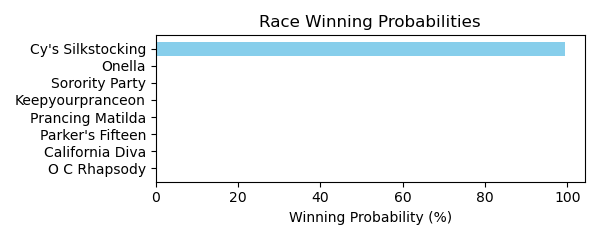 Race Winning Probabilities
Cy's Silkstocking
Onella
Sorority Party
Keepyourpranceon
Prancing Matilda
Parker's Fifteen
California Diva
O C Rhapsody
0 20 40 60 80 100
Winning Probability (%)